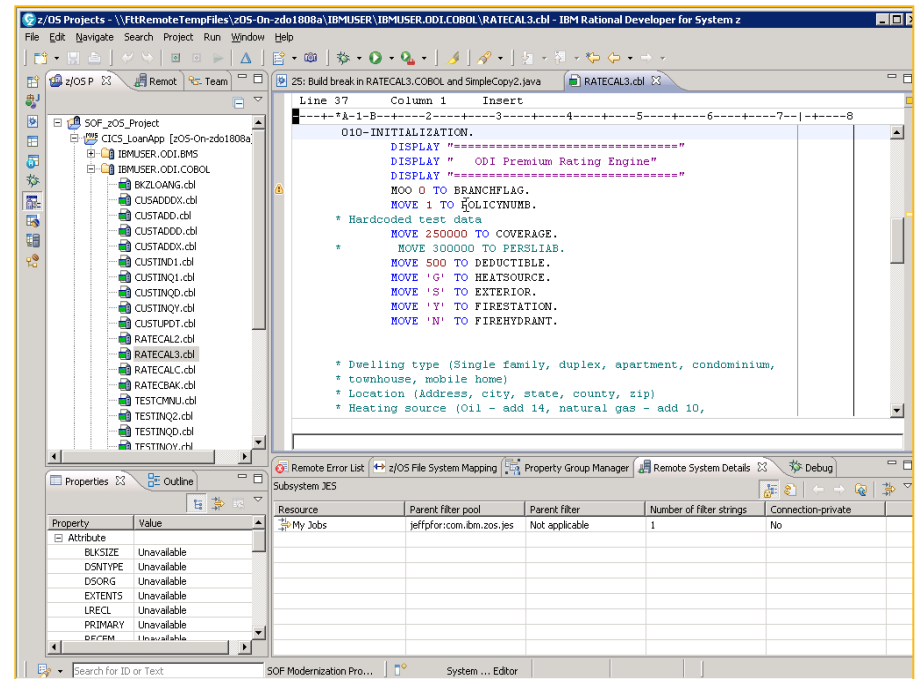 z/OS Projects - \\FttRemoteTempFiles\zOS-On-zdo1808a\IBMUSER\IBMUSER.ODI.COBOL\RATECAL3.cbl - IBM Rational Developer for System z
File Edit Navigate Search Project Run Window Help
z/OS P Remot Team
SOF_zOS_Project
CICS_LoanApp [zOS-On-zdo1808a]
IBMUSER.ODI.BMS
IBMUSER.ODI.COBOL
BKZLOANG.cbl
CUSADDDX.cbl
CUSTADD.cbl
CUSTADDD.cbl
CUSTADDX.cbl
CUSTIND1.cbl
CUSTINQ1.cbl
CUSTINQD.cbl
CUSTINQY.cbl
CUSTUPDT.cbl
RATECAL2.cbl
RATECAL3.cbl
RATECALC.cbl
RATECBAK.cbl
TESTCMNU.cbl
TESTINQ2.cbl
TESTINQD.cbl
TESTINQY.cbl
25: Build break in RATECAL3.COBOL and SimpleCopy2.java RATECAL3.cbl
Line 37 Column 1 Insert
----+-*A-1-B--+----2----+----3----+----4----+----5----+----6----+----7--|-+----8
010-INITIALIZATION.
DISPLAY "=================================="
DISPLAY " ODI Premium Rating Engine"
DISPLAY "=================================="
MOO 0 TO BRANCHFLAG.
MOVE 1 TO POLICYNUMB.
* Hardcoded test data
MOVE 250000 TO COVERAGE.
* MOVE 300000 TO PERSLIAB.
MOVE 500 TO DEDUCTIBLE.
MOVE 'G' TO HEATSOURCE.
MOVE 'S' TO EXTERIOR.
MOVE 'Y' TO FIRESTATION.
MOVE 'N' TO FIREHYDRANT.
* Dwelling type (Single family, duplex, apartment, condominium,
* townhouse, mobile home)
* Location (Address, city, state, county, zip)
* Heating source (Oil - add 14, natural gas - add 10,
Properties Outline
Property Value
Attribute
BLKSIZE Unavailable
DSNTYPE Unavailable
DSORG Unavailable
EXTENTS Unavailable
LRECL Unavailable
PRIMARY Unavailable
RECFM Unavailable
Remote Error List z/OS File System Mapping Property Group Manager Remote System Details Debug
Subsystem JES
Resource Parent filter pool Parent filter Number of filter strings Connection-private
My Jobs jeffpfor:com.ibm.zos.jes Not applicable 1 No
Search for ID or Text SOF Modernization Pro... System ... Editor